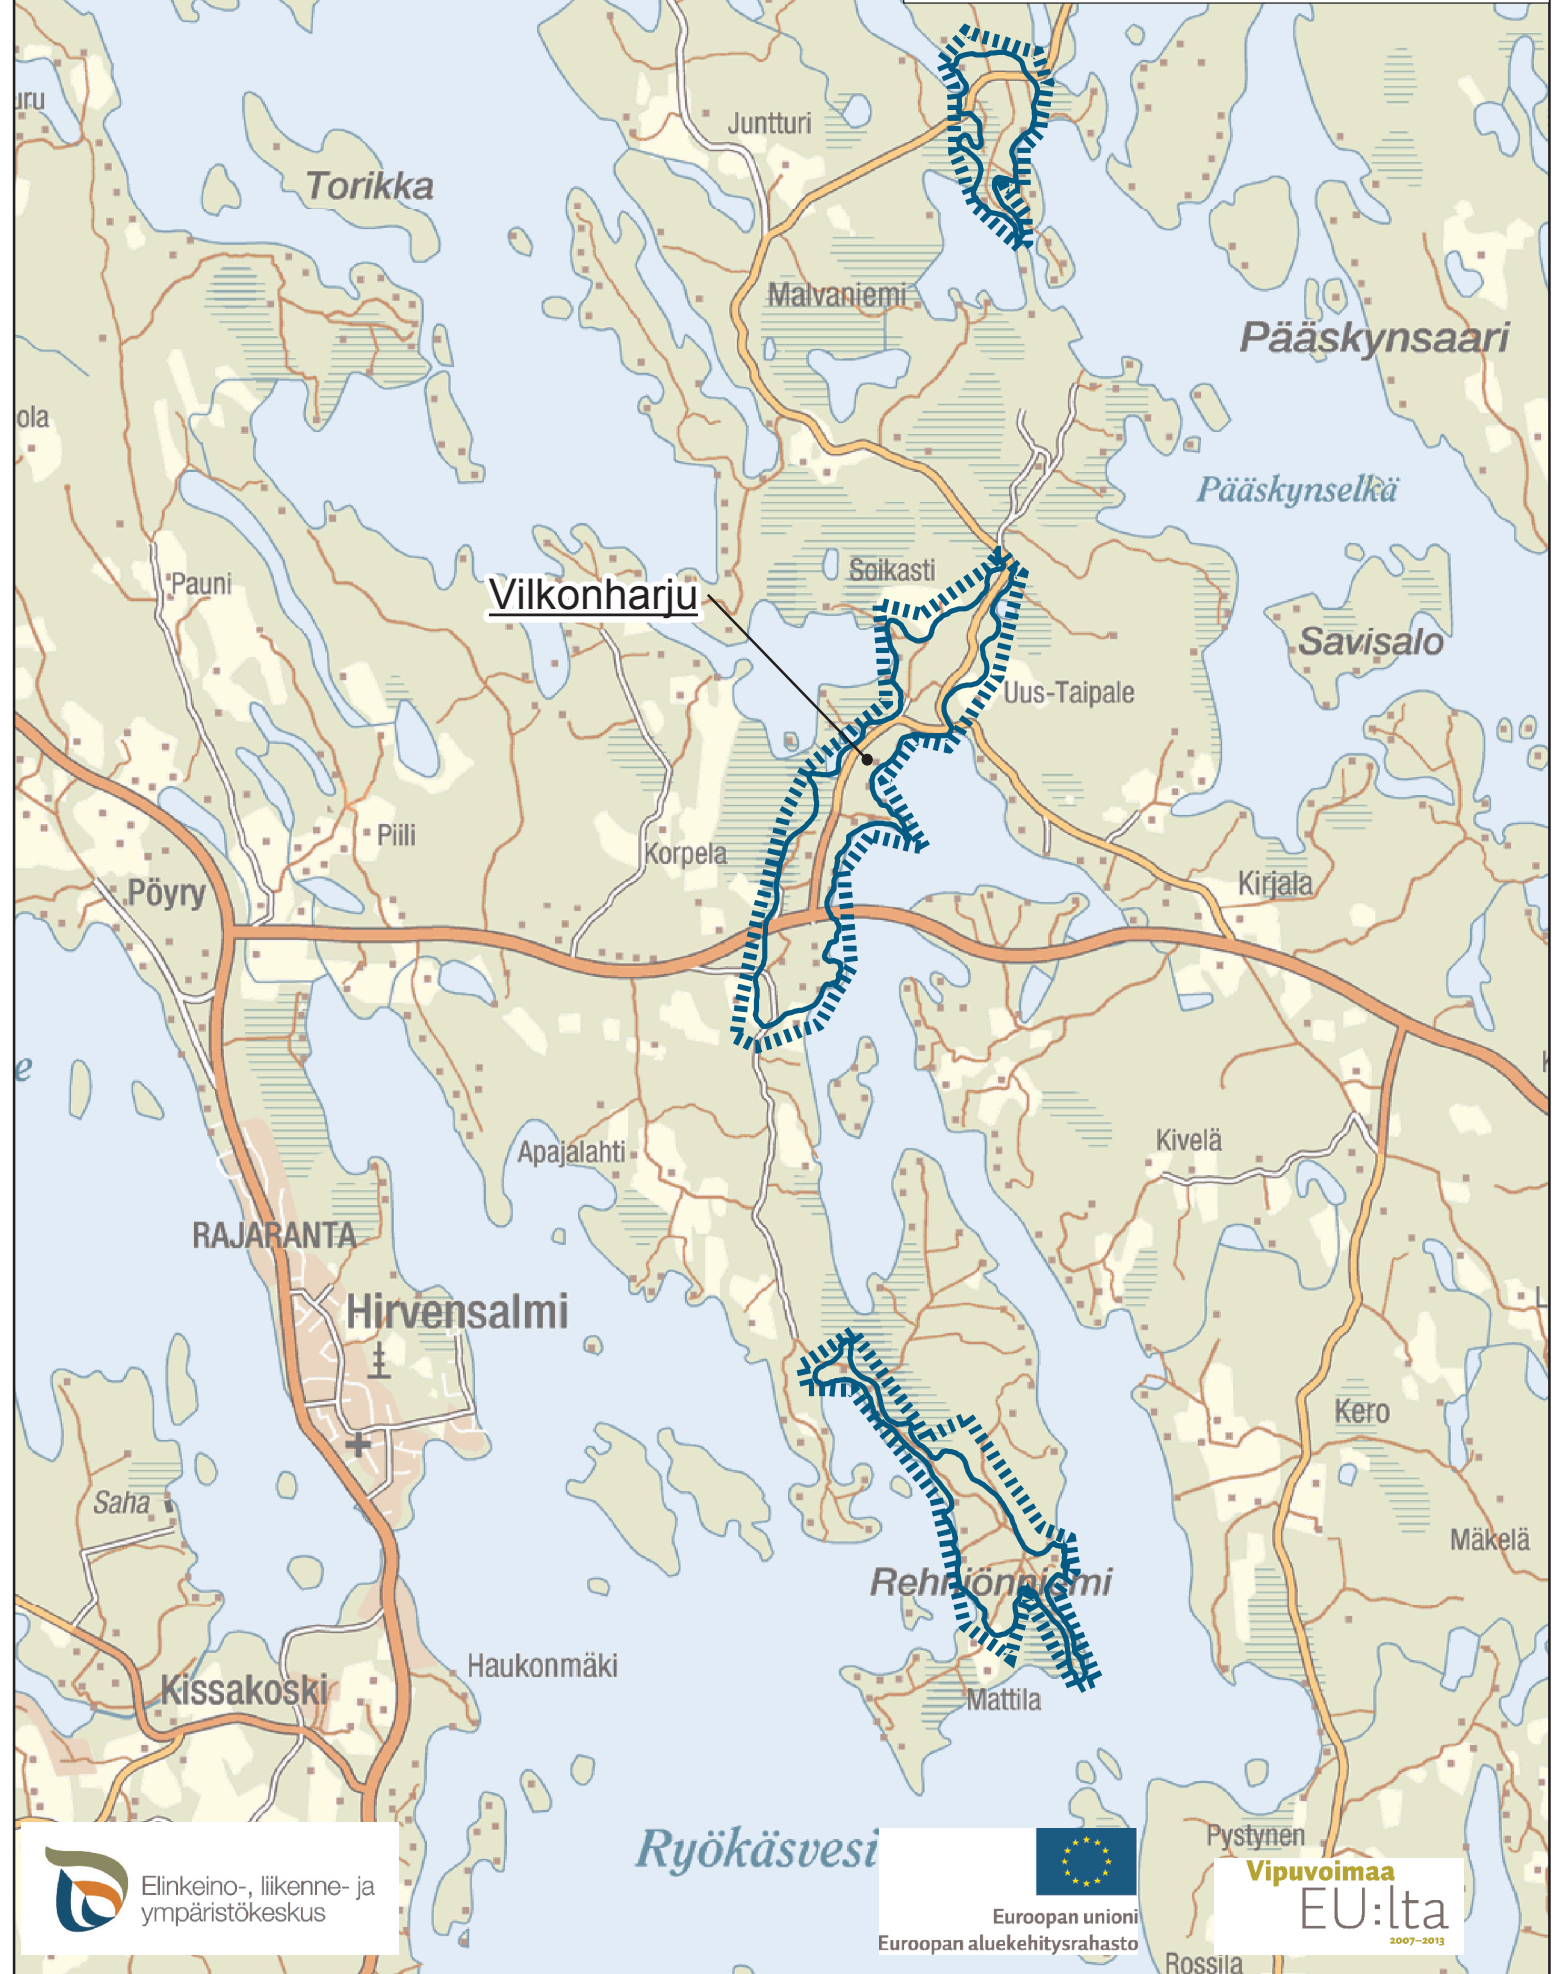 Juntturi
Torikka
Malvaniemi
Pääskynsaari
ola
Pääskynselkä
Soikasti
Pauni
Vilkonharju
Savisalo
Uus-Taipale
Piili
Korpela
Kirjala
Pöyry
e
Kivelä
Apajalahti
RAJARANTA
Hirvensalmi
Kero
Saha
Mäkelä
Rehniönniemi
Haukonmäki
Kissakoski
Mattila
Pystynen
Ryökäsvesi
Vipuvoimaa
EU:lta
2007–2013
Elinkeino-, liikenne- ja
ympäristökeskus
Euroopan unioni
Euroopan aluekehitysrahasto
Rossila